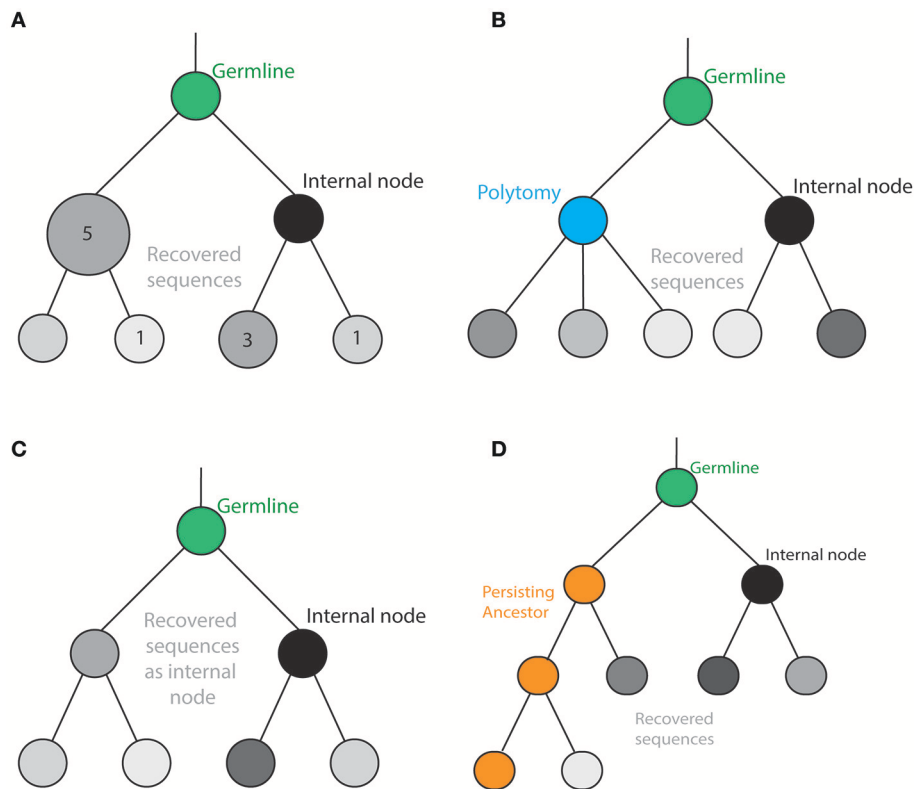 A
Germline
Internal node
5
Recovered
sequences
1
3
1
B
Germline
Polytomy
Internal node
Recovered
sequences
C
Germline
Recovered
sequences
as internal
node
Internal node
D
Germline
Internal node
Persisting
Ancestor
Recovered
sequences